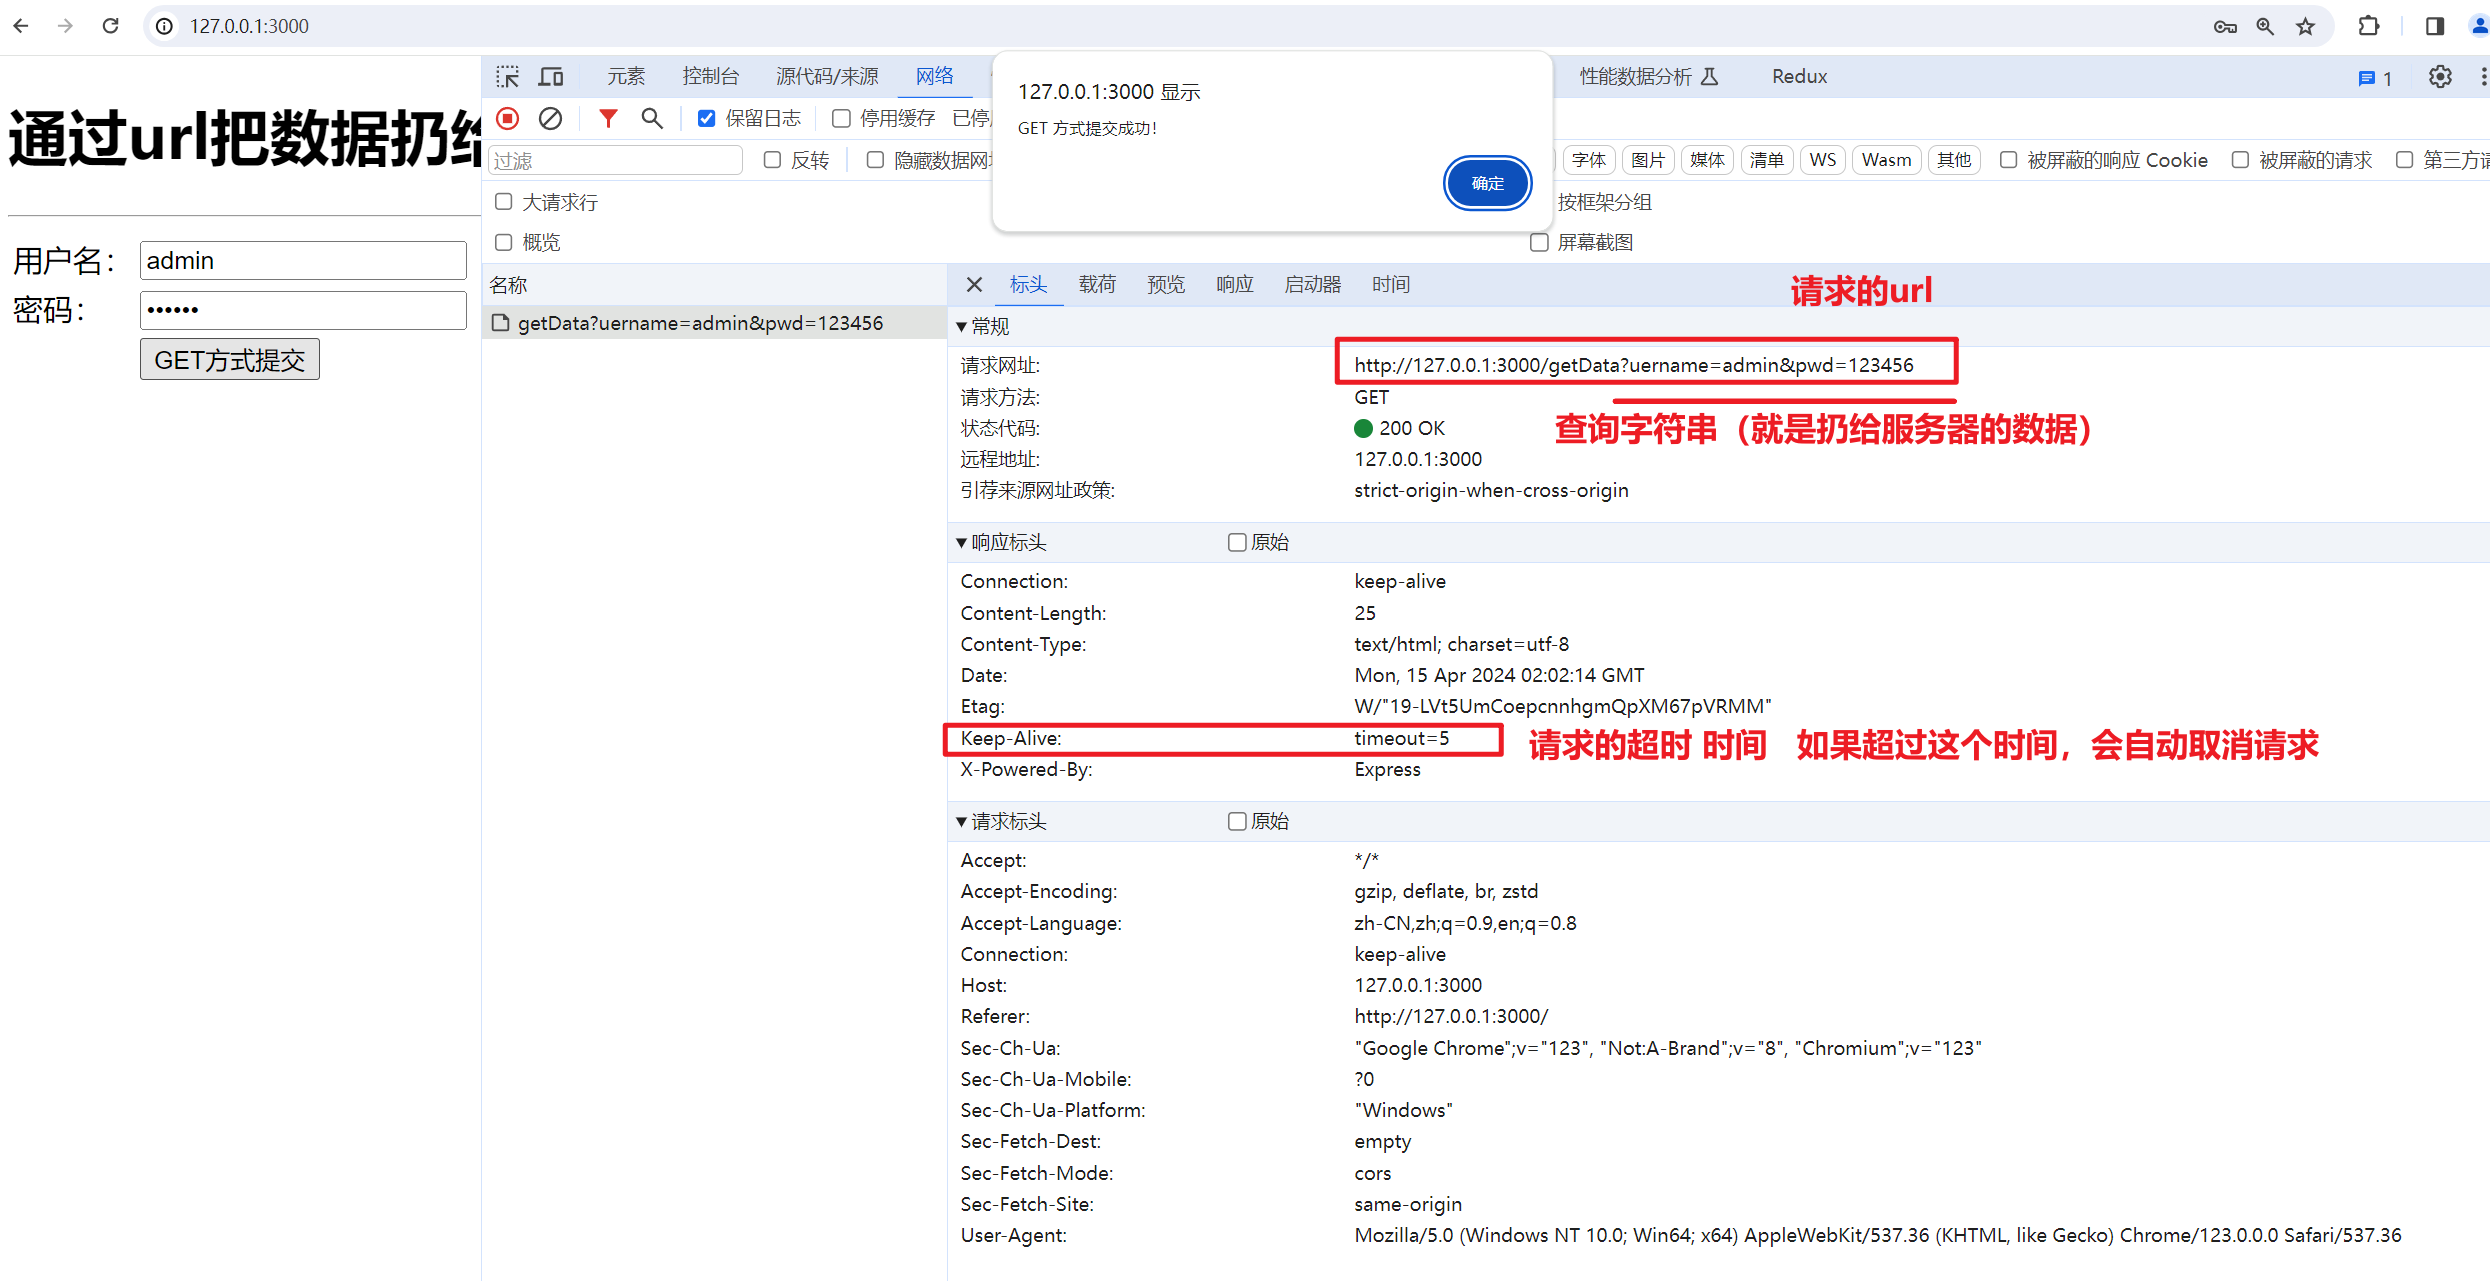 127.0.0.1:3000
通过url把数据扔给
用户名：
admin
密码：
••••••
GET方式提交
元素 控制台 源代码/来源 网络
性能数据分析 Redux
1
127.0.0.1:3000 显示
GET 方式提交成功！
确定
保留日志 停用缓存 已停
过滤 反转 隐藏数据网
字体 图片 媒体 清单 WS Wasm 其他 被屏蔽的响应 Cookie 被屏蔽的请求 第三方请
大请求行
按框架分组
概览
屏幕截图
名称
getData?uername=admin&pwd=123456
标头 载荷 预览 响应 启动器 时间
请求的url
常规
请求网址: http://127.0.0.1:3000/getData?uername=admin&pwd=123456
请求方法: GET
状态代码: 200 OK
查询字符串（就是扔给服务器的数据）
远程地址: 127.0.0.1:3000
引荐来源网址政策: strict-origin-when-cross-origin
响应标头 原始
Connection: keep-alive
Content-Length: 25
Content-Type: text/html; charset=utf-8
Date: Mon, 15 Apr 2024 02:02:14 GMT
Etag: W/"19-LVt5UmCoepcnnhgmQpXM67pVRMM"
Keep-Alive: timeout=5
请求的超时 时间 如果超过这个时间，会自动取消请求
X-Powered-By: Express
请求标头 原始
Accept: */*
Accept-Encoding: gzip, deflate, br, zstd
Accept-Language: zh-CN,zh;q=0.9,en;q=0.8
Connection: keep-alive
Host: 127.0.0.1:3000
Referer: http://127.0.0.1:3000/
Sec-Ch-Ua: "Google Chrome";v="123", "Not:A-Brand";v="8", "Chromium";v="123"
Sec-Ch-Ua-Mobile: ?0
Sec-Ch-Ua-Platform: "Windows"
Sec-Fetch-Dest: empty
Sec-Fetch-Mode: cors
Sec-Fetch-Site: same-origin
User-Agent: Mozilla/5.0 (Windows NT 10.0; Win64; x64) AppleWebKit/537.36 (KHTML, like Gecko) Chrome/123.0.0.0 Safari/537.36